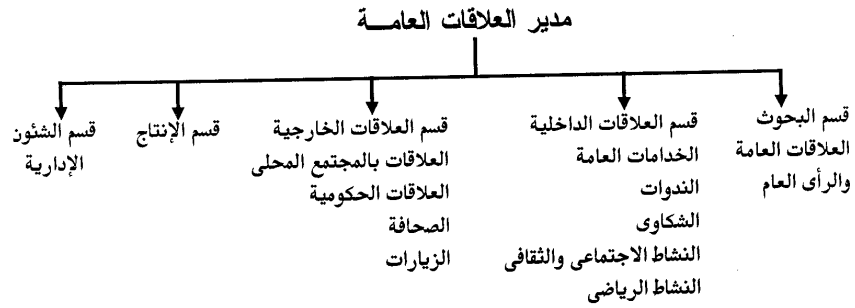 مدير العلاقات العامـــة
قسم البحوث
العلاقات العامة
والرأى العام
قسم العلاقات الداخلية
الخدامات العامة
الندوات
الشكاوى
النشاط الاجتماعى والثقافى
النشاط الرياضى
قسم العلاقات الخارجية
العلاقات بالمجتمع المحلى
العلاقات الحكومية
الصحافة
الزيارات
قسم الإنتاج
قسم الشئون
الإدارية